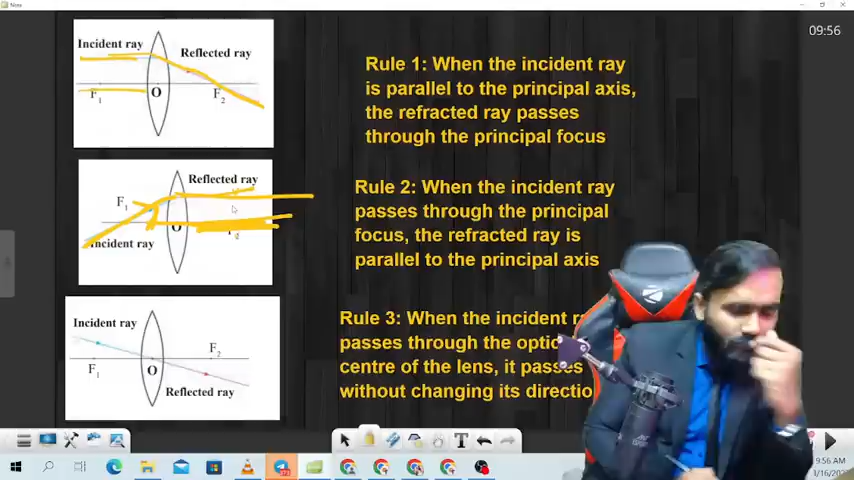 Now
09:56
Incident ray
Reflected ray
F1
O
F2
Rule 1: When the incident ray
is parallel to the principal axis,
the refracted ray passes
through the principal focus
Reflected ray
F1
O
Incident ray
Rule 2: When the incident ray
passes through the principal
focus, the refracted ray is
parallel to the principal axis
Incident ray
F2
F1
O
Reflected ray
Rule 3: When the incident r
passes through the optic
centre of the lens, it passes
without changing its directio
T
9:56 AM